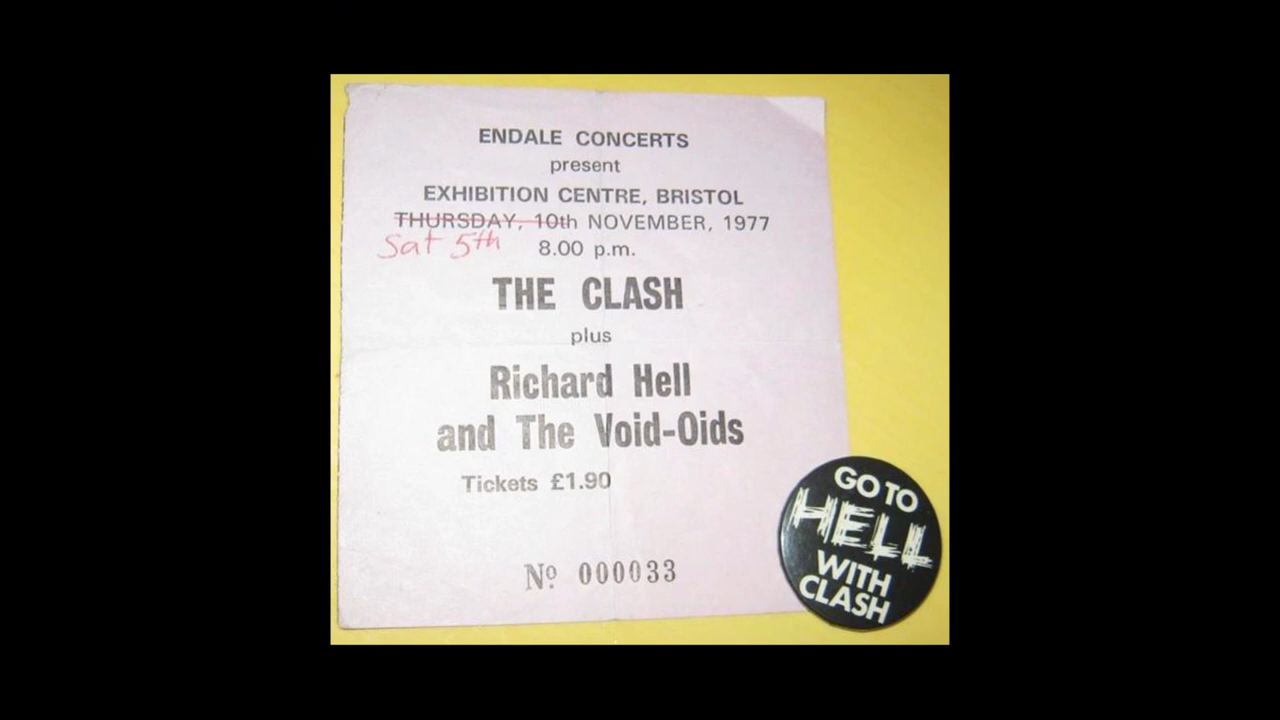 ENDALE CONCERTS
present
EXHIBITION CENTRE, BRISTOL
THURSDAY, 10th NOVEMBER, 1977
Sat 5th
8.00 p.m.
THE CLASH
plus
Richard Hell
and The Void-Oids
Tickets £1.90
Nº 000033
GO TO
HELL
WITH
CLASH